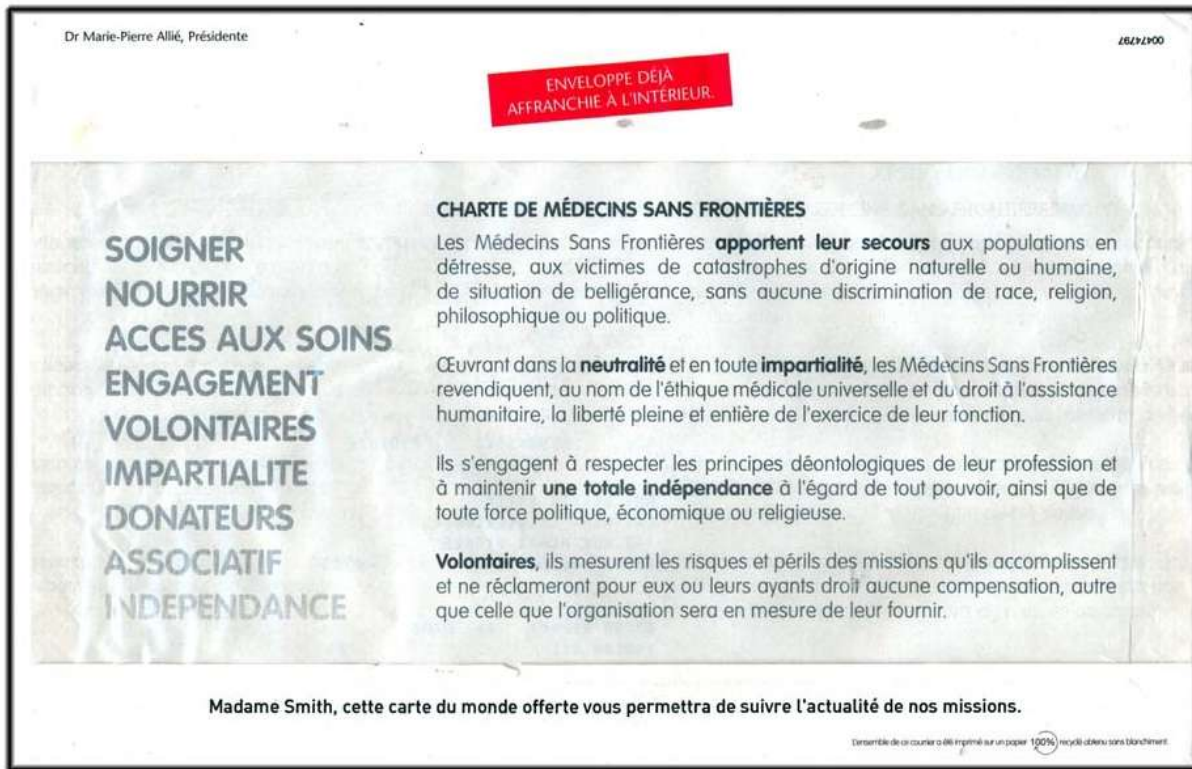 Dr Marie-Pierre Allié, Présidente
00474797
ENVELOPPE DÉJÀ
AFFRANCHIE À L'INTÉRIEUR.
SOIGNER
NOURRIR
ACCES AUX SOINS
ENGAGEMENT
VOLONTAIRES
IMPARTIALITE
DONATEURS
ASSOCIATIF
INDEPENDANCE
CHARTE DE MÉDECINS SANS FRONTIÈRES
Les Médecins Sans Frontières apportent leur secours aux populations en
détresse, aux victimes de catastrophes d'origine naturelle ou humaine,
de situation de belligérance, sans aucune discrimination de race, religion,
philosophique ou politique.
Œuvrant dans la neutralité et en toute impartialité, les Médecins Sans Frontières
revendiquent, au nom de l'éthique médicale universelle et du droit à l'assistance
humanitaire, la liberté pleine et entière de l'exercice de leur fonction.
Ils s'engagent à respecter les principes déontologiques de leur profession et
à maintenir une totale indépendance à l'égard de tout pouvoir, ainsi que de
toute force politique, économique ou religieuse.
Volontaires, ils mesurent les risques et périls des missions qu'ils accomplissent
et ne réclameront pour eux ou leurs ayants droit aucune compensation, autre
que celle que l'organisation sera en mesure de leur fournir.
Madame Smith, cette carte du monde offerte vous permettra de suivre l'actualité de nos missions.
L'ensemble de ce courrier a été imprimé sur un papier 100% recyclé obtenu sans blanchiment.